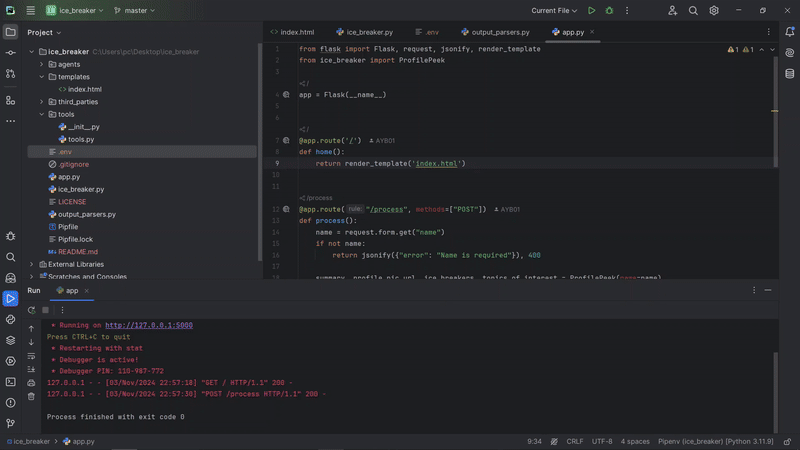 ice_breaker
master
Current File
Project
index.html
ice_breaker.py
.env
output_parsers.py
app.py
ice_breaker C:\Users\pc\Desktop\ice_breaker
agents
templates
index.html
third_parties
tools
__init__.py
tools.py
.env
.gitignore
app.py
ice_breaker.py
LICENSE
output_parsers.py
Pipfile
Pipfile.lock
README.md
External Libraries
Scratches and Consoles
1 from flask import Flask, request, jsonify, render_template
2 from ice_breaker import ProfilePeek
3
/
4 app = Flask(__name__)
5
6
/
7 @app.route('/') AYB01
8 def home():
9 return render_template('index.html')
10
11
/process
12 @app.route( rule: "/process", methods=["POST"]) AYB01
13 def process():
14 name = request.form.get("name")
15 if not name:
16 return jsonify({"error": "Name is required"}), 400
17
18 summary, profile_pic_url, ice_breakers, topics_of_interest = ProfilePeek(name=name)
1 1
Run
app
* Running on http://127.0.0.1:5000
Press CTRL+C to quit
* Restarting with stat
* Debugger is active!
* Debugger PIN: 110-987-772
127.0.0.1 - - [03/Nov/2024 22:57:18] "GET / HTTP/1.1" 200 -
127.0.0.1 - - [03/Nov/2024 22:57:30] "POST /process HTTP/1.1" 200 -
Process finished with exit code 0
ice_breaker
app.py
9:34
CRLF
UTF-8
4 spaces
Pipenv (ice_breaker) [Python 3.11.9]